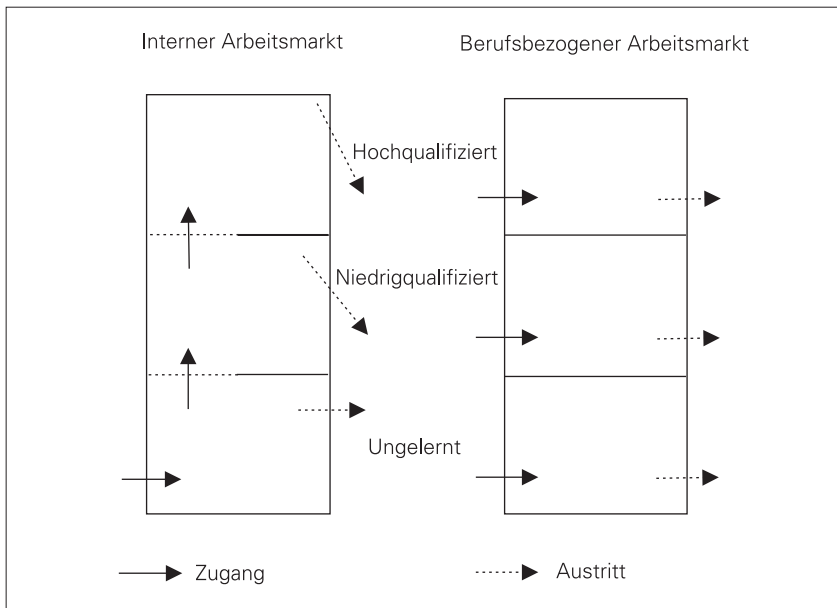 Interner Arbeitsmarkt
Berufsbezogener Arbeitsmarkt
Hochqualifiziert
Niedrigqualifiziert
Ungelernt
Zugang
Austritt